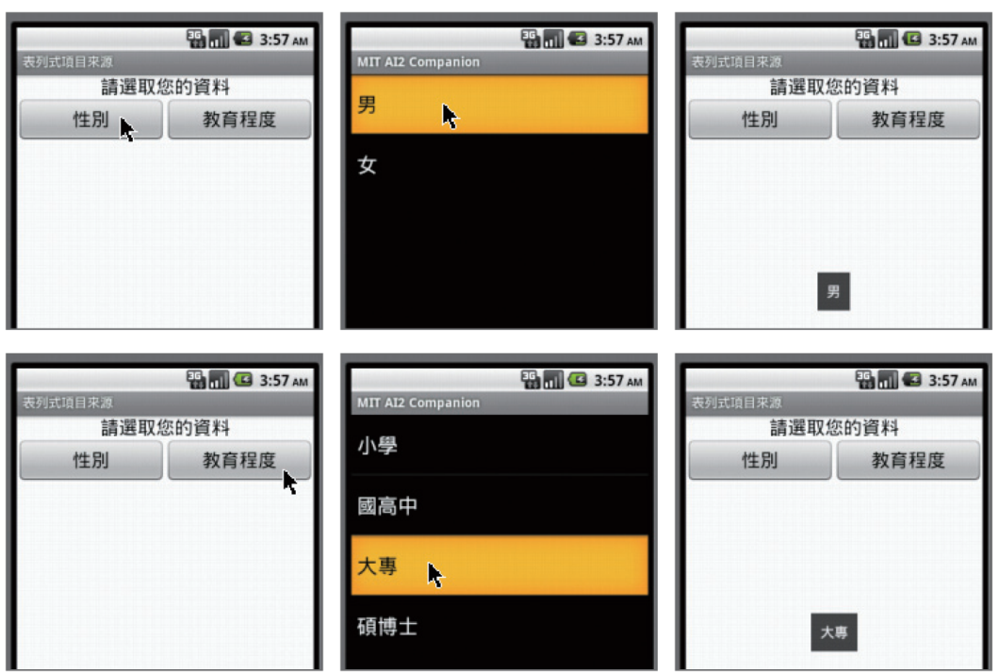 3G 3:57 AM
表列式項目來源
請選取您的資料
性別 教育程度
3G 3:57 AM
MIT AI2 Companion
男
女
3G 3:57 AM
表列式項目來源
請選取您的資料
性別 教育程度
男
3G 3:57 AM
表列式項目來源
請選取您的資料
性別 教育程度
3G 3:57 AM
MIT AI2 Companion
小學
國高中
大專
碩博士
3G 3:57 AM
表列式項目來源
請選取您的資料
性別 教育程度
大專